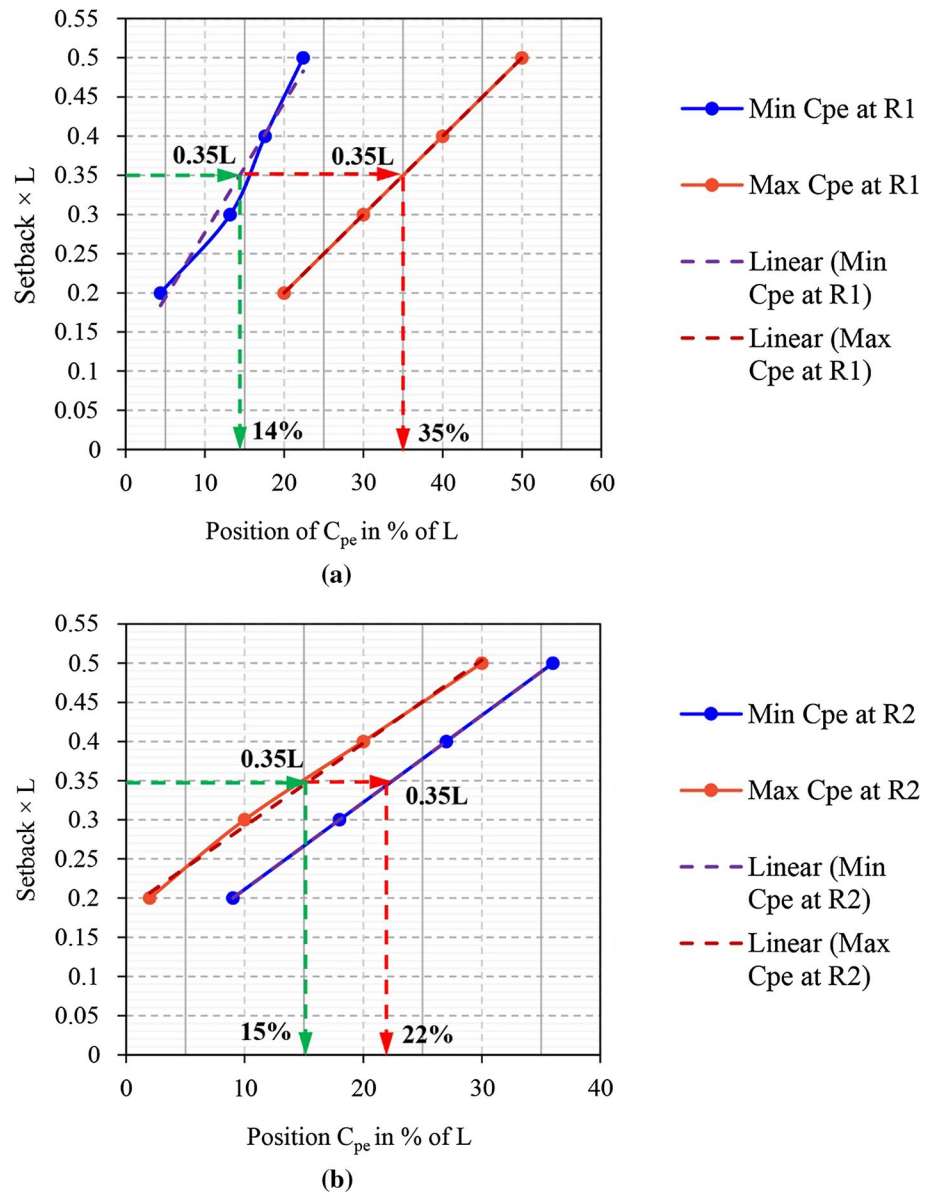 0.55
0.5
0.45
0.4
0.35
0.3
0.25
0.2
0.15
0.1
0.05
0
Setback × L
0.35L
0.35L
14%
35%
0 10 20 30 40 50 60
Position of Cpe in % of L
Min Cpe at R1
Max Cpe at R1
Linear (Min
Cpe at R1)
Linear (Max
Cpe at R1)
(a)
0.55
0.5
0.45
0.4
0.35
0.3
0.25
0.2
0.15
0.1
0.05
0
Setback × L
0.35L
0.35L
15%
22%
0 10 20 30 40
Position Cpe in % of L
Min Cpe at R2
Max Cpe at R2
Linear (Min
Cpe at R2)
Linear (Max
Cpe at R2)
(b)